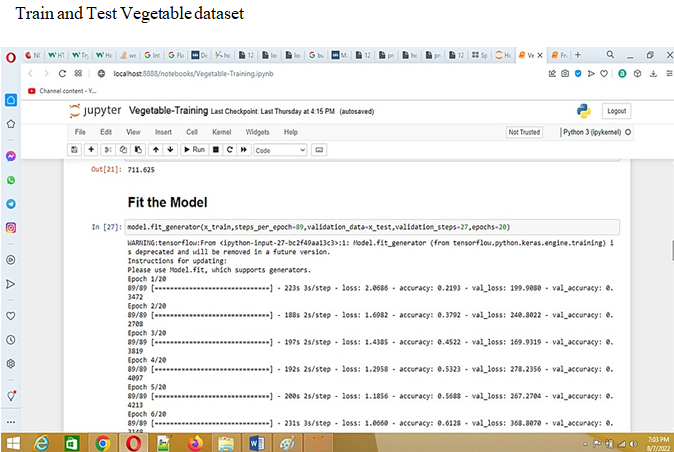 Train and Test Vegetable dataset
localhost:8888/notebooks/Vegetable-Training.ipynb
Channel content - Y...
jupyter Vegetable-Training Last Checkpoint: Last Thursday at 4:15 PM (autosaved)
Logout
File Edit View Insert Cell Kernel Widgets Help
Not Trusted
Python 3 (ipykernel)
Run
Code
Out[21]: 711.625
Fit the Model
In [27]: model.fit_generator(x_train,steps_per_epoch=89,validation_data=x_test,validation_steps=27,epochs=20)
WARNING:tensorflow:From <ipython-input-27-bc2f49aa13c3>:1: Model.fit_generator (from tensorflow.python.keras.engine.training) i
s deprecated and will be removed in a future version.
Instructions for updating:
Please use Model.fit, which supports generators.
Epoch 1/20
89/89 [==============================] - 223s 3s/step - loss: 2.0686 - accuracy: 0.2193 - val_loss: 199.9080 - val_accuracy: 0.
3472
Epoch 2/20
89/89 [==============================] - 188s 2s/step - loss: 1.6982 - accuracy: 0.3792 - val_loss: 240.8022 - val_accuracy: 0.
2708
Epoch 3/20
89/89 [==============================] - 197s 2s/step - loss: 1.4385 - accuracy: 0.4522 - val_loss: 169.9319 - val_accuracy: 0.
3819
Epoch 4/20
89/89 [==============================] - 192s 2s/step - loss: 1.2958 - accuracy: 0.5323 - val_loss: 278.2356 - val_accuracy: 0.
4097
Epoch 5/20
89/89 [==============================] - 200s 2s/step - loss: 1.1856 - accuracy: 0.5688 - val_loss: 267.2704 - val_accuracy: 0.
4213
Epoch 6/20
89/89 [==============================] - 231s 3s/step - loss: 1.0660 - accuracy: 0.6128 - val_loss: 368.8070 - val_accuracy: 0.
7:03 PM
8/7/2022